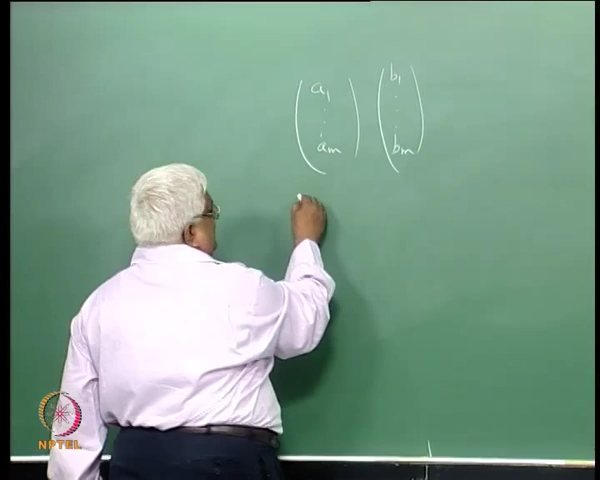 a₁ b₁
⋮ ⋮
aₘ bₘ
NPTEL